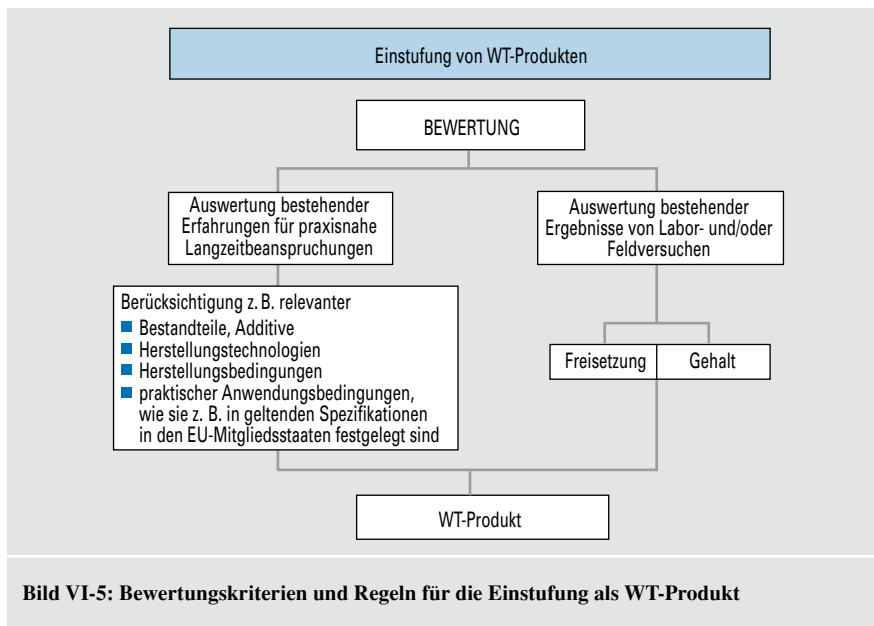 Einstufung von WT-Produkten
BEWERTUNG
Auswertung bestehender
Erfahrungen für praxisnahe
Langzeitbeanspruchungen
Auswertung bestehender
Ergebnisse von Labor- und/oder
Feldversuchen
Berücksichtigung z. B. relevanter
Bestandteile, Additive
Herstellungstechnologien
Herstellungsbedingungen
praktischer Anwendungsbedingungen,
wie sie z. B. in geltenden Spezifikationen
in den EU-Mitgliedsstaaten festgelegt sind
Freisetzung
Gehalt
WT-Produkt
Bild VI-5: Bewertungskriterien und Regeln für die Einstufung als WT-Produkt